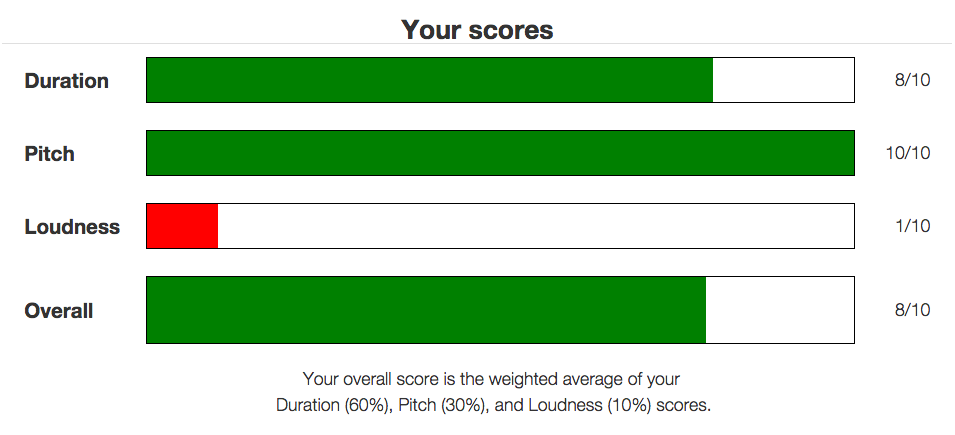 Your scores
Duration 8/10
Pitch 10/10
Loudness 1/10
Overall 8/10
Your overall score is the weighted average of your
Duration (60%), Pitch (30%), and Loudness (10%) scores.